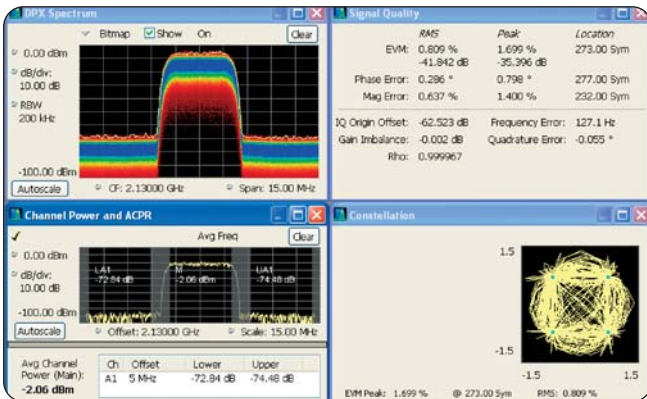 DPX Spectrum
Bitmap Show On Clear
0.00 dBm
dB/div:
10.00 dB
RBW
200 kHz
-100.00 dBm
Autoscale CF: 2.13000 GHz Span: 15.00 MHz
Signal Quality
RMS Peak Location
EVM: 0.809 % 1.699 % 273.00 Sym
-41.842 dB -35.396 dB
Phase Error: 0.286 ° 0.798 ° 277.00 Sym
Mag Error: 0.637 % 1.400 % 232.00 Sym
IQ Origin Offset: -62.523 dB Frequency Error: 127.1 Hz
Gain Imbalance: -0.002 dB Quadrature Error: -0.055 °
Rho: 0.999967
Channel Power and ACPR
Avg Freq Clear
0.00 dBm
dB/div:
10.00 dB
-100.00 dBm
LA1 M UA1
-72.84 dB -2.06 dBm -74.48 dB
Autoscale Offset: 2.13000 GHz Scale: 15.00 MHz
Avg Channel
Power (Main):
-2.06 dBm
Ch Offset Lower Upper
A1 5 MHz -72.84 dB -74.48 dB
Constellation
1.5
-1.5
-1.5 1.5
EVM Peak: 1.699 % @ 273.00 Sym RMS: 0.809 %